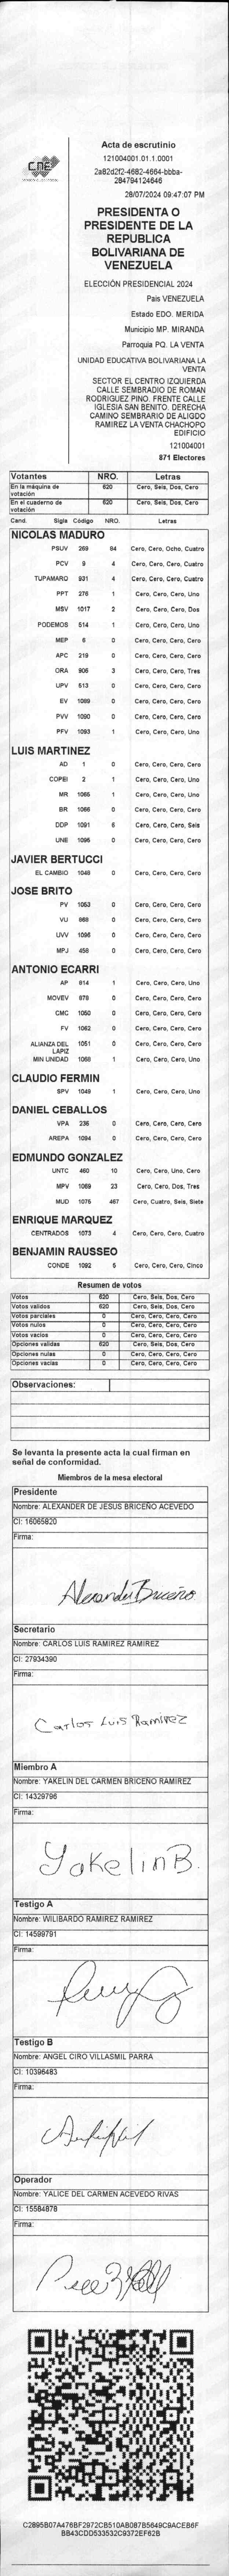 CNE
Acta de escrutinio
121004001.01.1.0001
2a82d2f2-4682-4664-bbba-
284794124646
28/07/2024 09:47:07 PM
PRESIDENTA O
PRESIDENTE DE LA
REPUBLICA
BOLIVARIANA DE
VENEZUELA
ELECCIÓN PRESIDENCIAL 2024
País VENEZUELA
Estado EDO. MERIDA
Municipio MP. MIRANDA
Parroquia PQ. LA VENTA
UNIDAD EDUCATIVA BOLIVARIANA LA
VENTA
SECTOR EL CENTRO IZQUIERDA
CALLE SEMBRADIO DE ROMAN
RODRIGUEZ PINO. FRENTE CALLE
IGLESIA SAN BENITO. DERECHA
CAMINO SEMBRARIO DE ALIGIO
RAMIREZ LA VENTA CHACHOPO
EDIFICIO
121004001
871 Electores
Votantes NRO. Letras
En la máquina de votación 620 Cero, Seis, Dos, Cero
En el cuaderno de votación 620 Cero, Seis, Dos, Cero
Cand. Sigla Código NRO. Letras
NICOLAS MADURO
PSUV 269 84 Cero, Cero, Ocho, Cuatro
PCV 9 4 Cero, Cero, Cero, Cuatro
TUPAMARO 931 4 Cero, Cero, Cero, Cuatro
PPT 276 1 Cero, Cero, Cero, Uno
MSV 1017 2 Cero, Cero, Cero, Dos
PODEMOS 514 1 Cero, Cero, Cero, Uno
MEP 6 0 Cero, Cero, Cero, Cero
APC 219 0 Cero, Cero, Cero, Cero
ORA 906 3 Cero, Cero, Cero, Tres
UPV 513 0 Cero, Cero, Cero, Cero
EV 1089 0 Cero, Cero, Cero, Cero
PVV 1090 0 Cero, Cero, Cero, Cero
PFV 1093 1 Cero, Cero, Cero, Uno
LUIS MARTINEZ
AD 1 0 Cero, Cero, Cero, Cero
COPEI 2 1 Cero, Cero, Cero, Uno
MR 1065 1 Cero, Cero, Cero, Uno
BR 1066 0 Cero, Cero, Cero, Cero
DDP 1091 6 Cero, Cero, Cero, Seis
UNE 1096 0 Cero, Cero, Cero, Cero
JAVIER BERTUCCI
EL CAMBIO 1048 0 Cero, Cero, Cero, Cero
JOSE BRITO
PV 1053 0 Cero, Cero, Cero, Cero
VU 868 0 Cero, Cero, Cero, Cero
UVV 1098 0 Cero, Cero, Cero, Cero
MPJ 458 0 Cero, Cero, Cero, Cero
ANTONIO ECARRI
AP 814 1 Cero, Cero, Cero, Uno
MOVEV 878 0 Cero, Cero, Cero, Cero
CMC 1050 0 Cero, Cero, Cero, Cero
FV 1062 0 Cero, Cero, Cero, Cero
ALIANZA DEL LAPIZ 1051 0 Cero, Cero, Cero, Cero
MIN UNIDAD 1068 1 Cero, Cero, Cero, Uno
CLAUDIO FERMIN
SPV 1049 1 Cero, Cero, Cero, Uno
DANIEL CEBALLOS
VPA 236 0 Cero, Cero, Cero, Cero
AREPA 1094 0 Cero, Cero, Cero, Cero
EDMUNDO GONZALEZ
UNTC 460 10 Cero, Cero, Uno, Cero
MPV 1069 23 Cero, Cero, Dos, Tres
MUD 1075 467 Cero, Cuatro, Seis, Siete
ENRIQUE MARQUEZ
CENTRADOS 1073 4 Cero, Cero, Cero, Cuatro
BENJAMIN RAUSSEO
CONDE 1092 5 Cero, Cero, Cero, Cinco
Resumen de votos
Votos 620 Cero, Seis, Dos, Cero
Votos validos 620 Cero, Seis, Dos, Cero
Votos parciales 0 Cero, Cero, Cero, Cero
Votos nulos 0 Cero, Cero, Cero, Cero
Votos vacios 0 Cero, Cero, Cero, Cero
Opciones validas 620 Cero, Seis, Dos, Cero
Opciones nulas 0 Cero, Cero, Cero, Cero
Opciones vacias 0 Cero, Cero, Cero, Cero
Observaciones:
Se levanta la presente acta la cual firman en
señal de conformidad.
Miembros de la mesa electoral
Presidente
Nombre: ALEXANDER DE JESUS BRICEÑO ACEVEDO
CI: 16065820
Firma:
Alexander Briceño
Secretario
Nombre: CARLOS LUIS RAMIREZ RAMIREZ
CI: 27934390
Firma:
Carlos Luis Ramirez
Miembro A
Nombre: YAKELIN DEL CARMEN BRICEÑO RAMIREZ
CI: 14329796
Firma:
Yakelin B.
Testigo A
Nombre: WILIBARDO RAMIREZ RAMIREZ
CI: 14599791
Firma:
Testigo B
Nombre: ANGEL CIRO VILLASMIL PARRA
CI: 10396483
Firma:
Operador
Nombre: YALICE DEL CARMEN ACEVEDO RIVAS
CI: 15584878
Firma:
C2895B07A476BF2972CB510AB087B5649C9ACEB6F
BB43CDD533532C9372EF62B